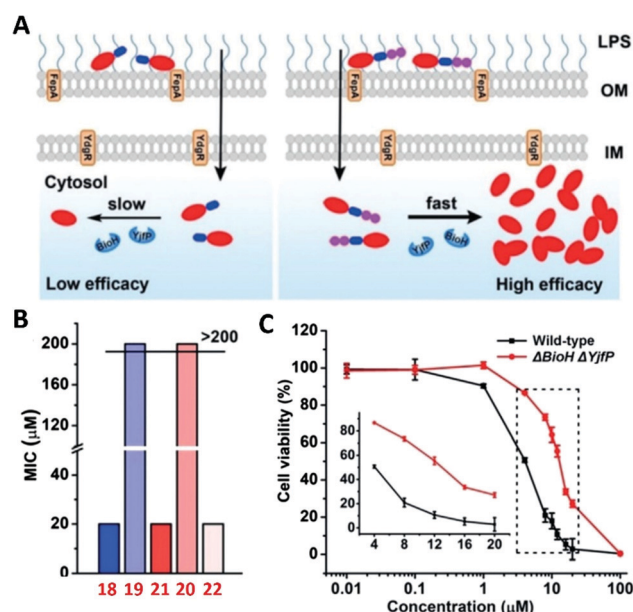 A
LPS
FepA
FepA
FepA
FepA
OM
YdgR
YdgR
YdgR
YdgR
IM
Cytosol
slow
fast
BioH
YjfP
YjfP
BioH
Low efficacy
High efficacy
B
>200
MIC (μM)
200
160
120
40
20
0
18 19 21 20 22
C
Wild-type
ΔBioH ΔYjfP
Cell viability (%)
120
100
80
60
40
20
0
80
60
40
20
0
4 8 12 16 20
0.01 0.1 1 10 100
Concentration (μM)